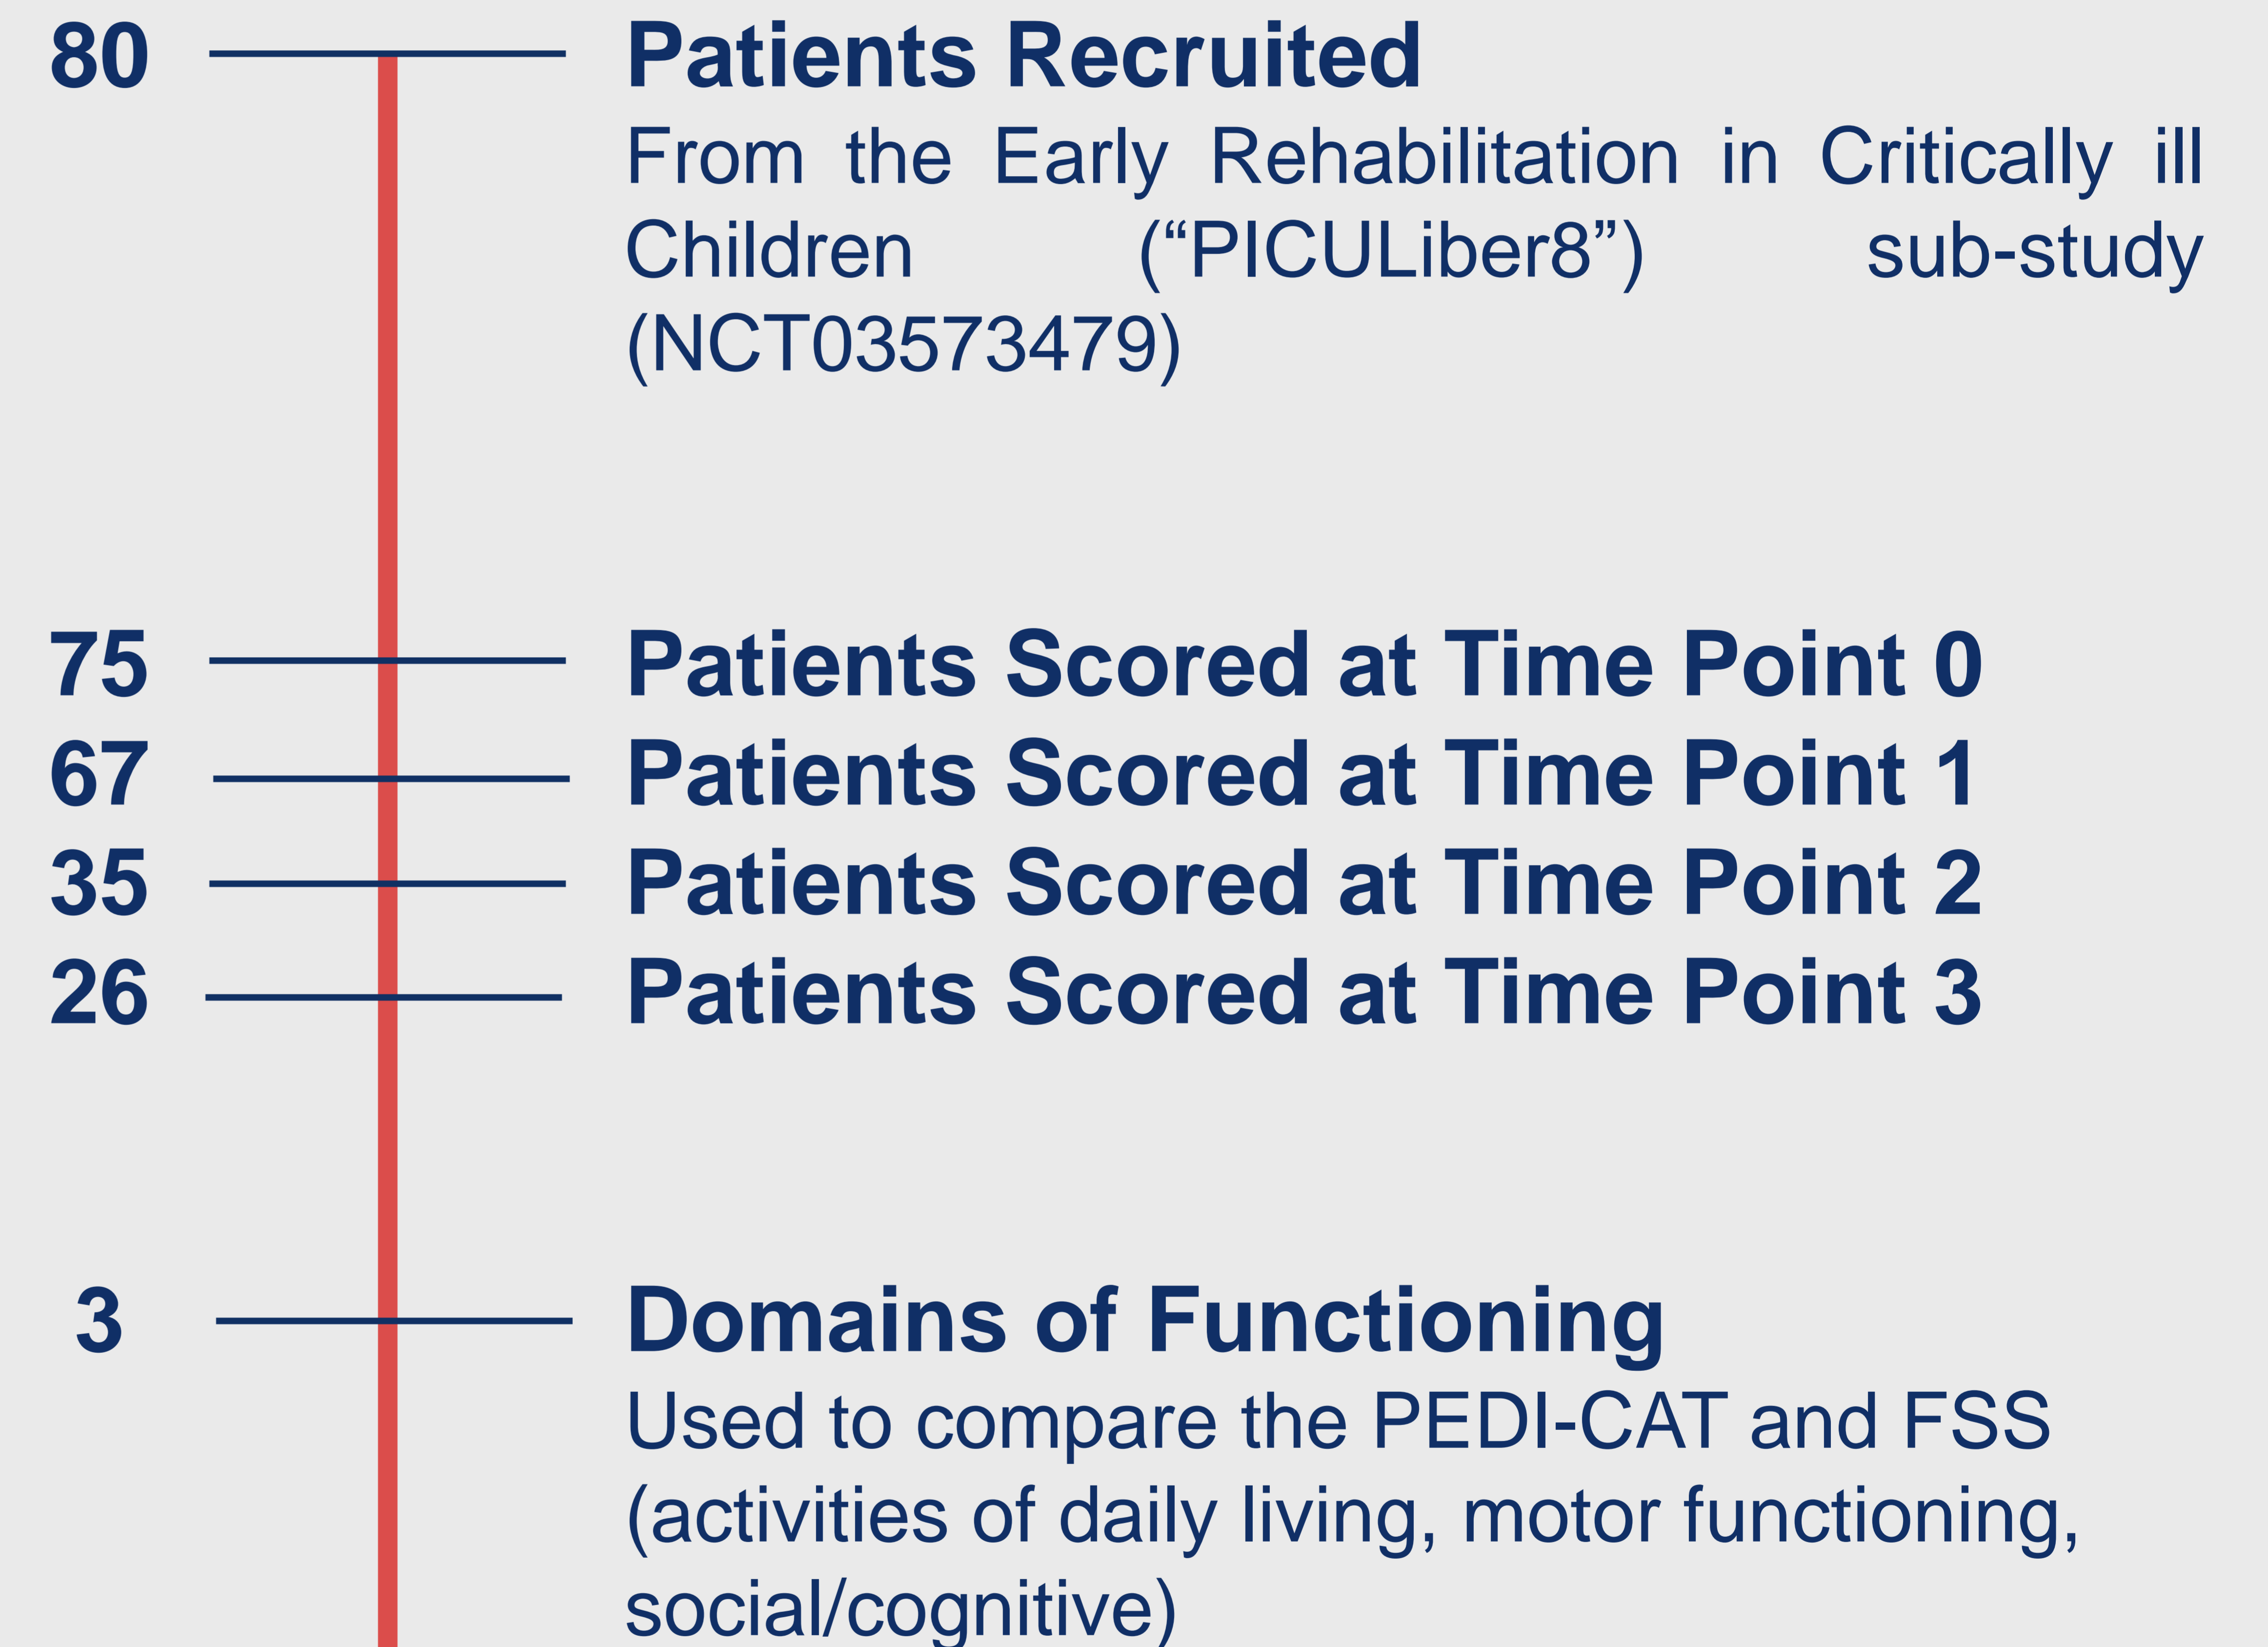 80 Patients Recruited
From the Early Rehabilitation in Critically ill
Children (“PICULiber8”) sub-study
(NCT03573479)
75 Patients Scored at Time Point 0
67 Patients Scored at Time Point 1
35 Patients Scored at Time Point 2
26 Patients Scored at Time Point 3
3 Domains of Functioning
Used to compare the PEDI-CAT and FSS
(activities of daily living, motor functioning,
social/cognitive)